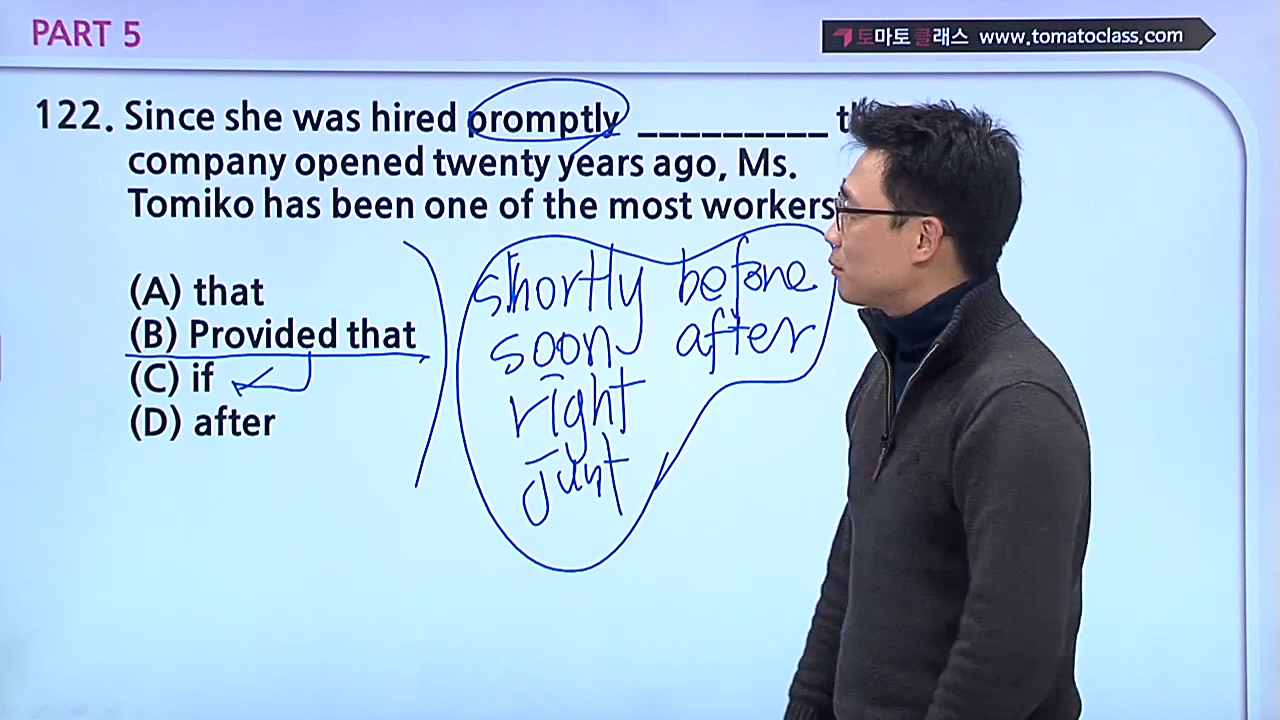 PART 5
토마토클래스 www.tomatoclass.com
122. Since she was hired promptly _________ th
company opened twenty years ago, Ms.
Tomiko has been one of the most workers
(A) that
(B) Provided that
(C) if
(D) after
shortly before
soon after
right
just